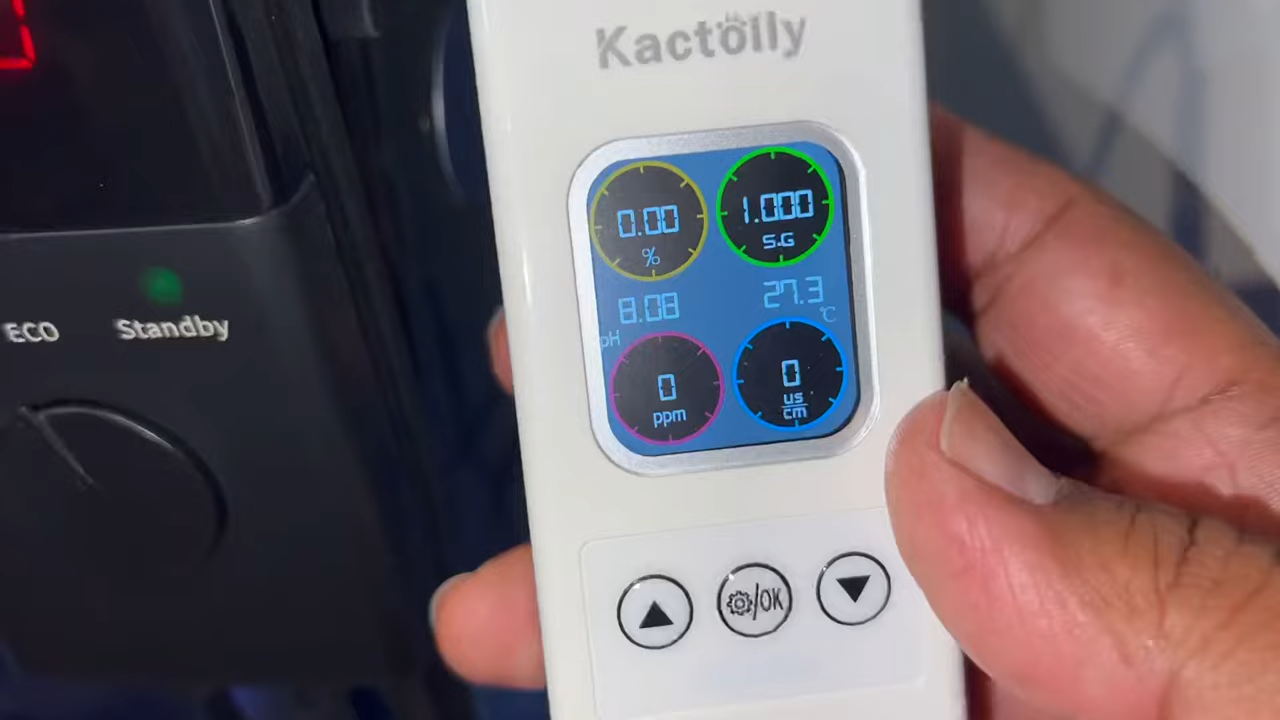 Kactoily
0.00
%
1.000
S.G
8.08
pH
27.3
°C
0
ppm
0
us
cm
ECO
Standby
⚙/OK